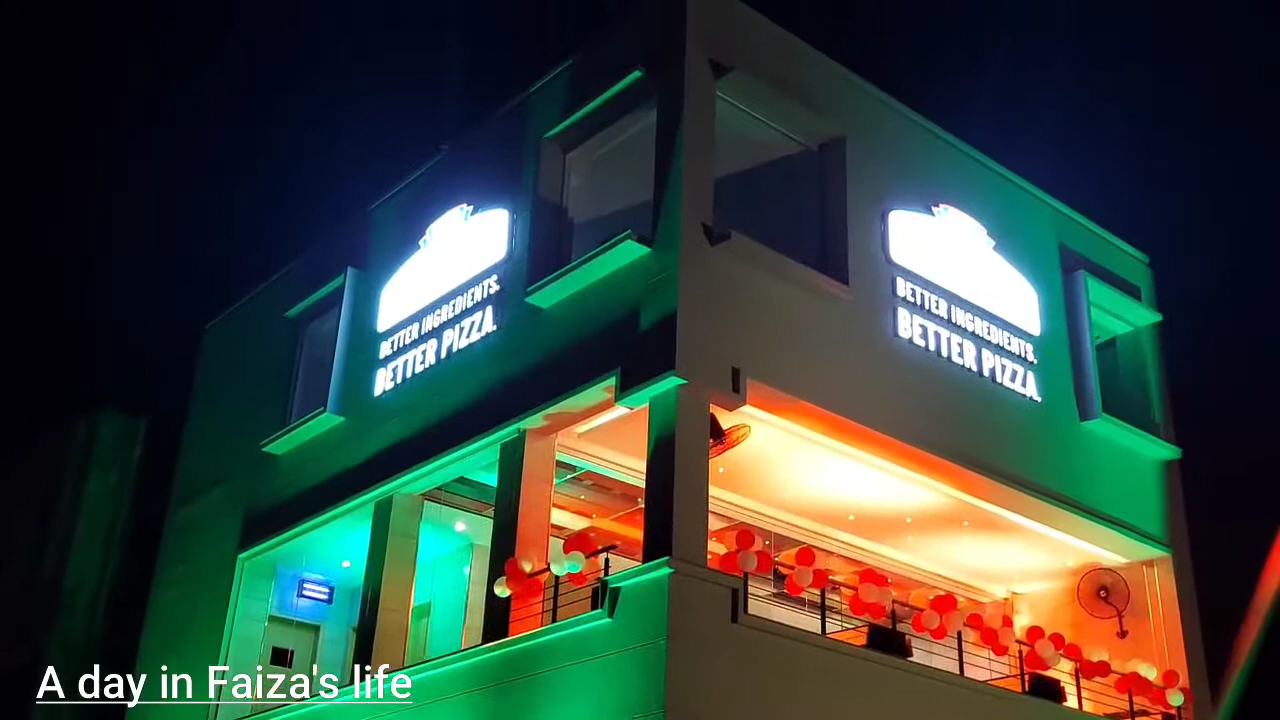 BETTER INGREDIENTS.
BETTER PIZZA.
BETTER INGREDIENTS.
BETTER PIZZA.
A day in Faiza's life